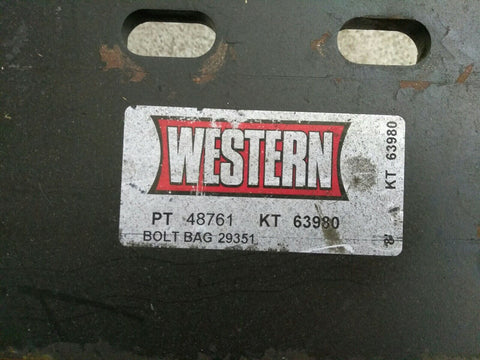 WESTERN
PT 48761 KT 63980
BOLT BAG 29351
KT 63980